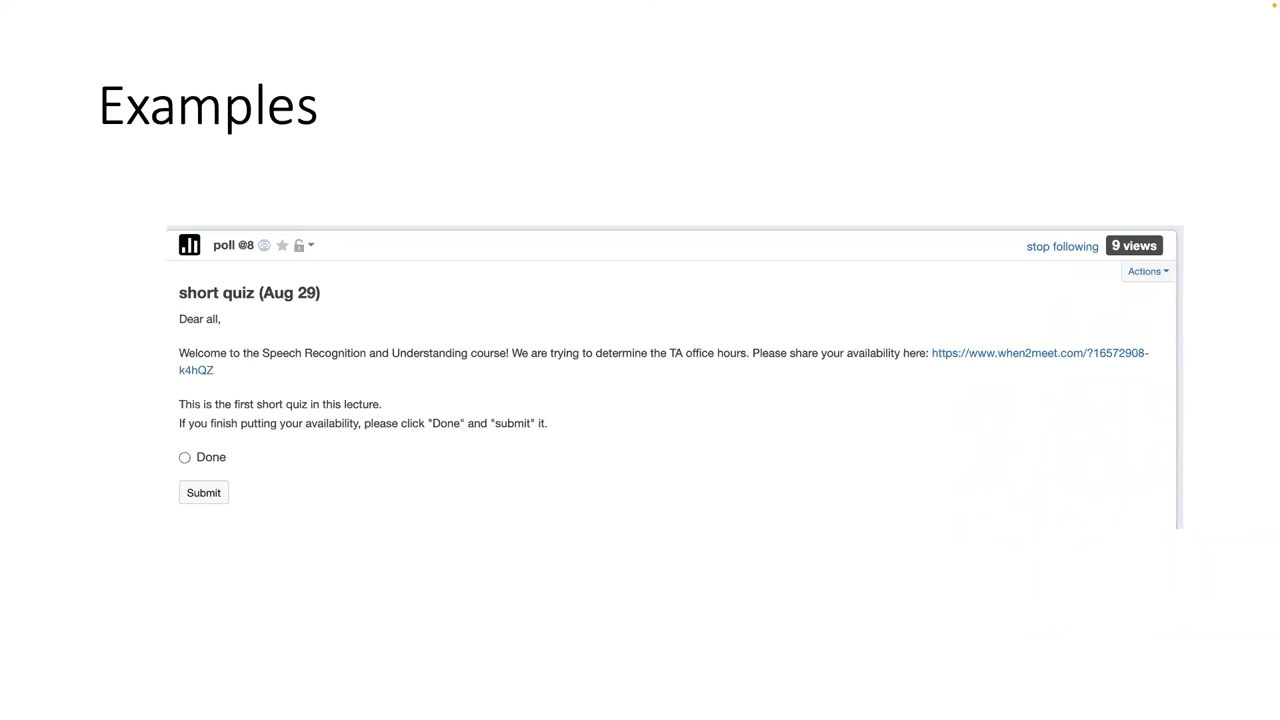 Examples
poll @8
stop following 9 views
Actions
short quiz (Aug 29)
Dear all,
Welcome to the Speech Recognition and Understanding course! We are trying to determine the TA office hours. Please share your availability here: https://www.when2meet.com/?16572908-
k4hQZ
This is the first short quiz in this lecture.
If you finish putting your availability, please click "Done" and "submit" it.
Done
Submit